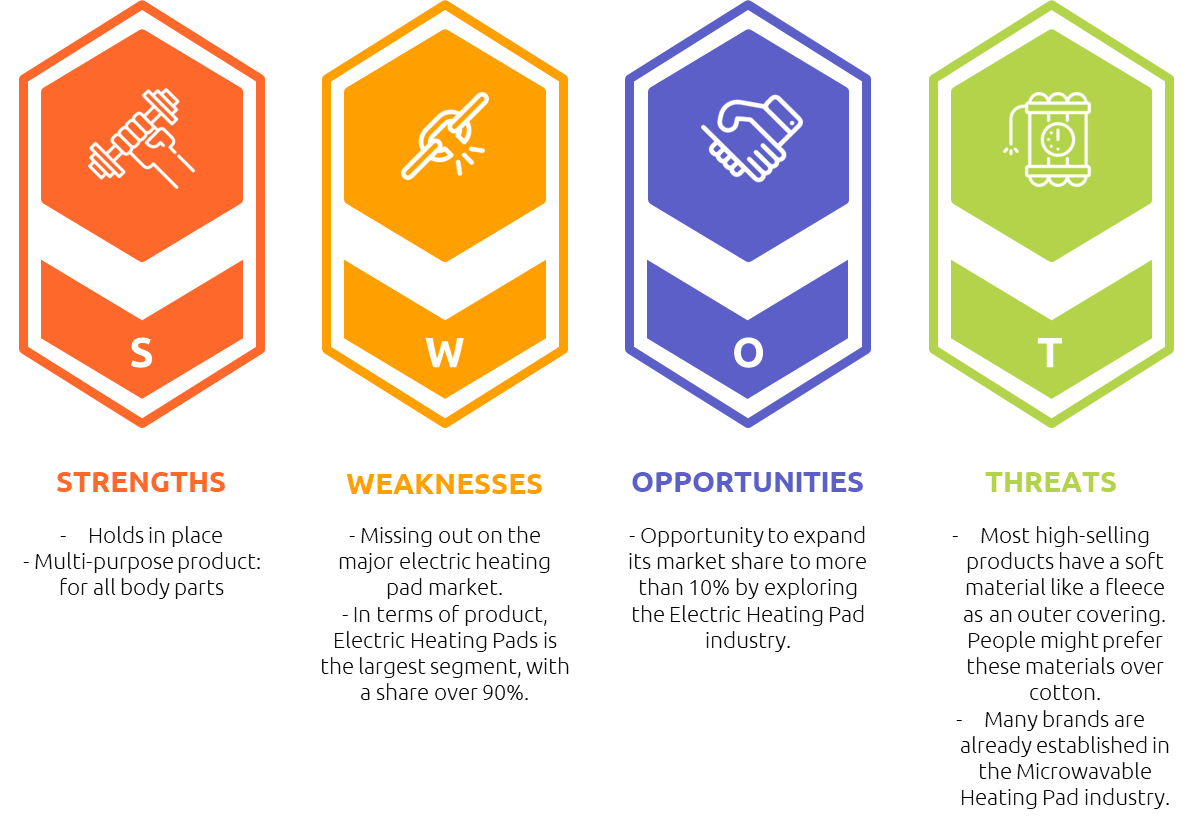 S
W
O
T
STRENGTHS
- Holds in place
- Multi-purpose product:
for all body parts
WEAKNESSES
- Missing out on the
major electric heating
pad market.
- In terms of product,
Electric Heating Pads is
the largest segment, with
a share over 90%.
OPPORTUNITIES
- Opportunity to expand
its market share to more
than 10% by exploring
the Electric Heating Pad
industry.
THREATS
- Most high-selling
products have a soft
material like a fleece
as an outer covering.
People might prefer
these materials over
cotton.
- Many brands are
already established in
the Microwavable
Heating Pad industry.